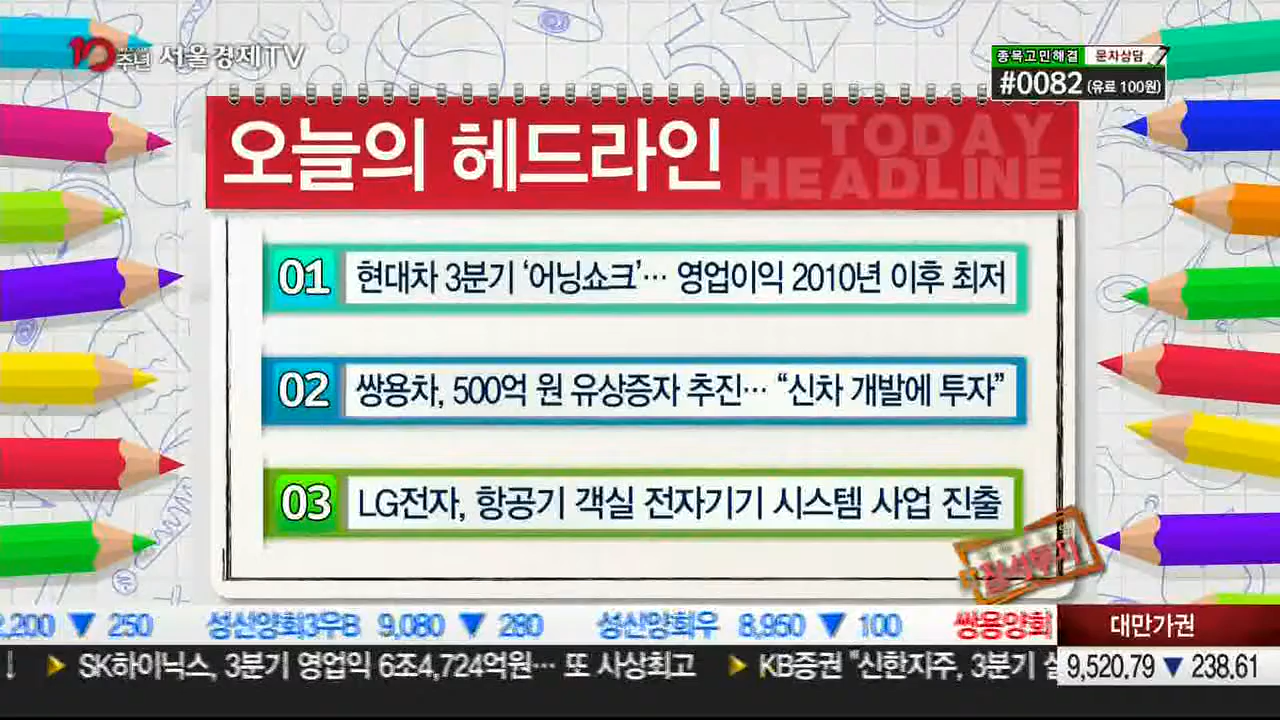 10주년 서울경제TV
종목고민해결 문자상담
#0082 (유료 100원)
오늘의 헤드라인
TODAY
HEADLINE
01 현대차 3분기 ‘어닝쇼크’… 영업이익 2010년 이후 최저
02 쌍용차, 500억 원 유상증자 추진… “신차 개발에 투자”
03 LG전자, 항공기 객실 전자기기 시스템 사업 진출
2,200 ▼ 250 성신양회3우B 9,080 ▼ 280 성신양회우 8,950 ▼ 100 쌍용양회
대만가권
▶ SK하이닉스, 3분기 영업익 6조4,724억원… 또 사상최고 ▶ KB증권 "신한지주, 3분기
9,520.79 ▼ 238.61